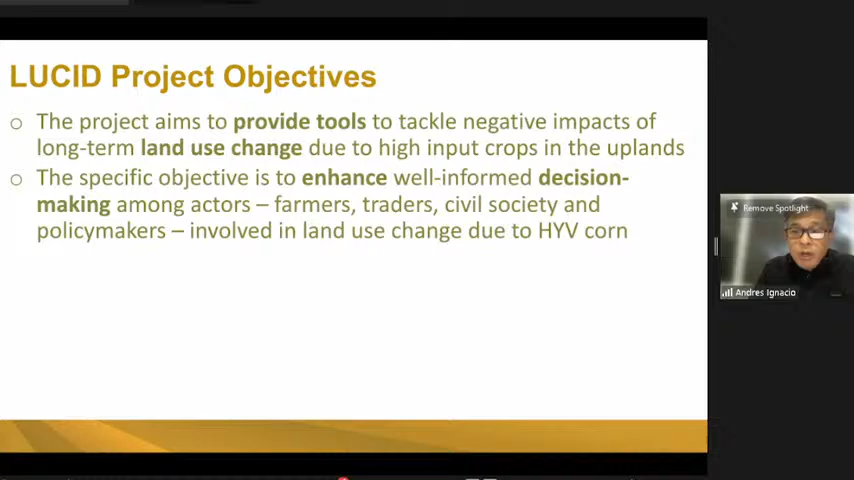 LUCID Project Objectives
○ The project aims to provide tools to tackle negative impacts of
long-term land use change due to high input crops in the uplands
○ The specific objective is to enhance well-informed decision-
making among actors – farmers, traders, civil society and
policymakers – involved in land use change due to HYV corn
Remove Spotlight
Andres Ignacio